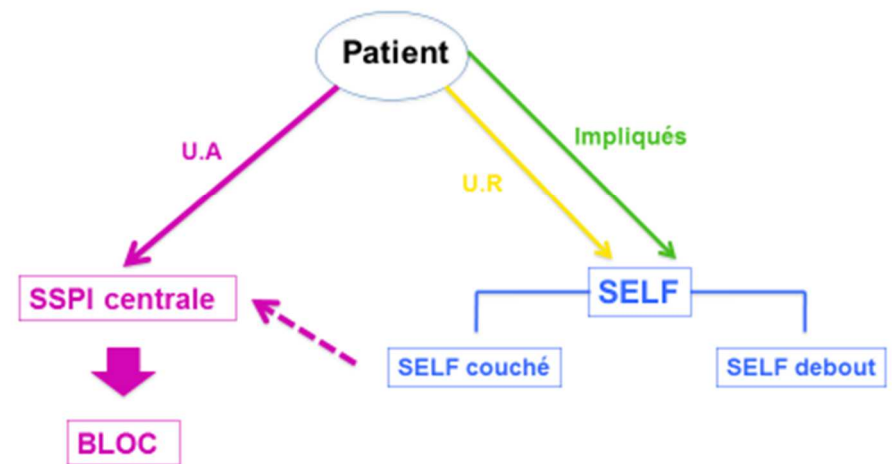 Patient
U.A
Impliqués
U.R
SSPI centrale
SELF
SELF couché
SELF debout
BLOC